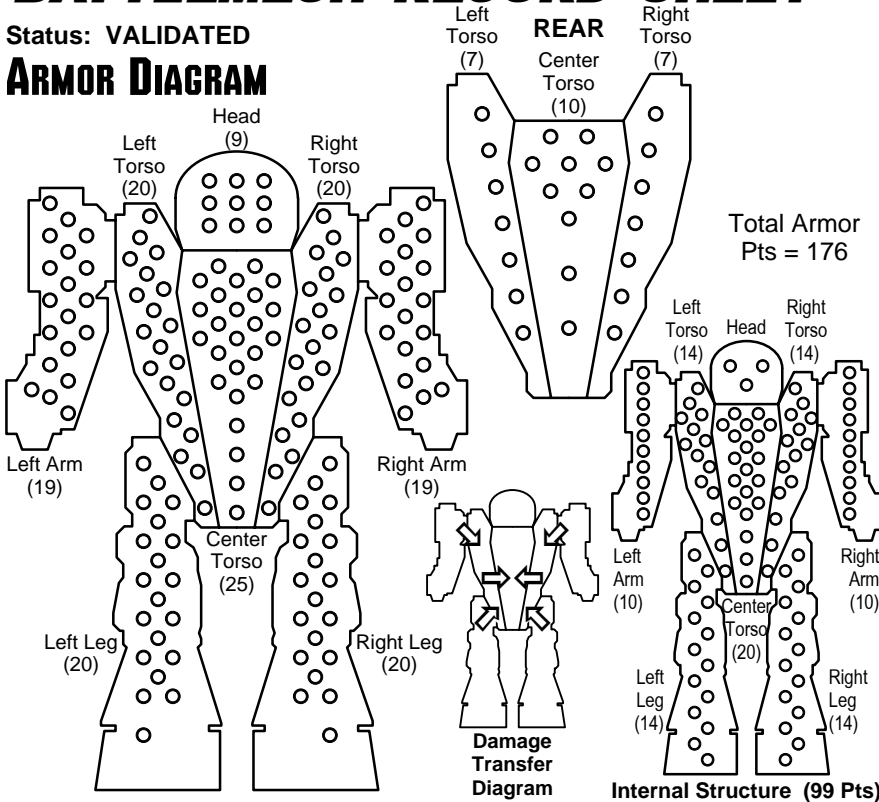 BATTLEMECH RECORD SHEET
Status: VALIDATED
ARMOR DIAGRAM
Head
(9)
Left
Torso
(20)
Right
Torso
(20)
Left Arm
(19)
Right Arm
(19)
Center
Torso
(25)
Left Leg
(20)
Right Leg
(20)
Left
Torso
(7)
REAR
Center
Torso
(10)
Right
Torso
(7)
Total Armor
Pts = 176
Left
Torso
(14)
Head
Right
Torso
(14)
Left
Arm
(10)
Right
Arm
(10)
Center
Torso
(20)
Left
Leg
(14)
Right
Leg
(14)
Damage
Transfer
Diagram
Internal Structure (99 Pts)